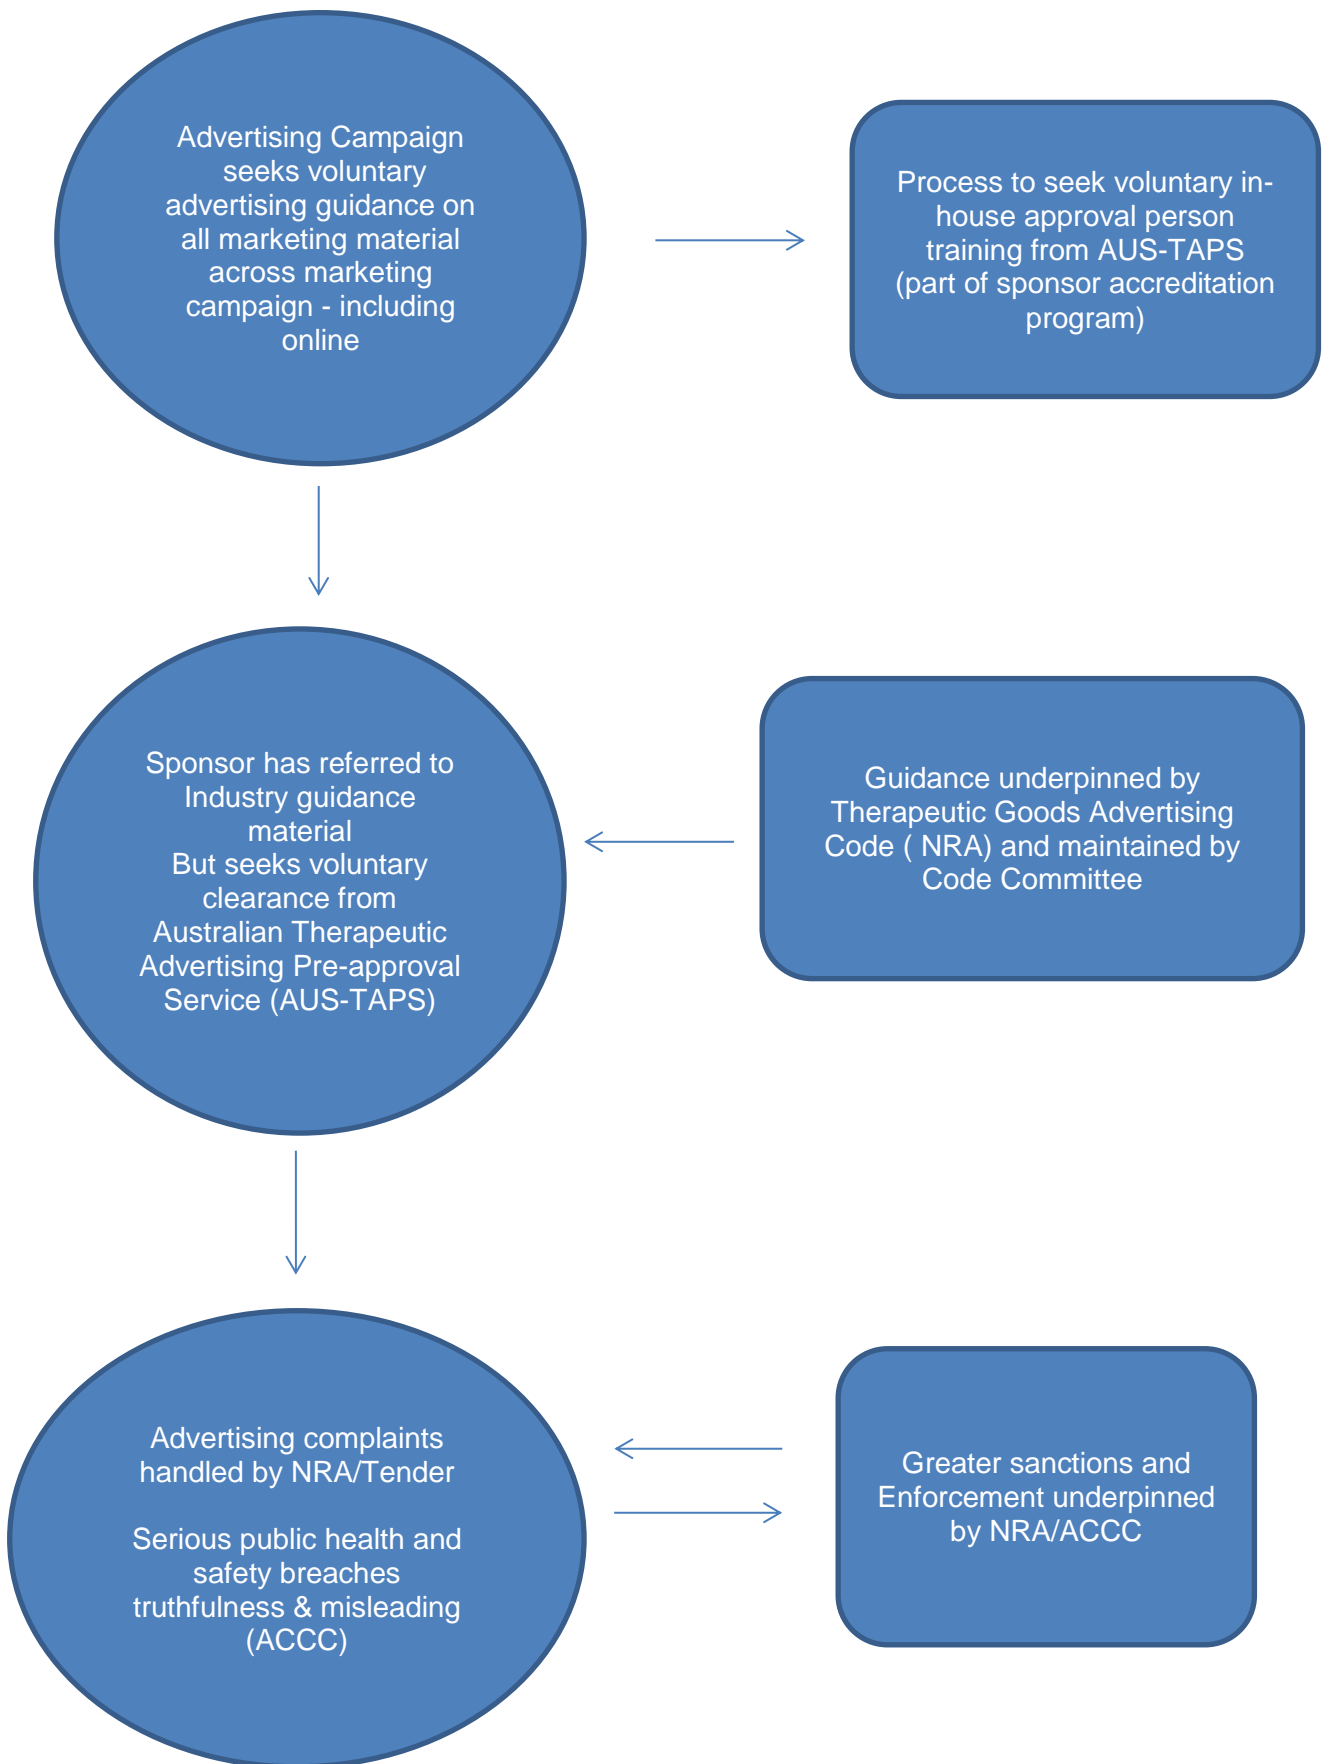 Advertising Campaign
seeks voluntary
advertising guidance on
all marketing material
across marketing
campaign - including
online
Process to seek voluntary in-
house approval person
training from AUS-TAPS
(part of sponsor accreditation
program)
Sponsor has referred to
Industry guidance
material
But seeks voluntary
clearance from
Australian Therapeutic
Advertising Pre-approval
Service (AUS-TAPS)
Guidance underpinned by
Therapeutic Goods Advertising
Code ( NRA) and maintained by
Code Committee
Advertising complaints
handled by NRA/Tender
Serious public health and
safety breaches
truthfulness & misleading
(ACCC)
Greater sanctions and
Enforcement underpinned
by NRA/ACCC